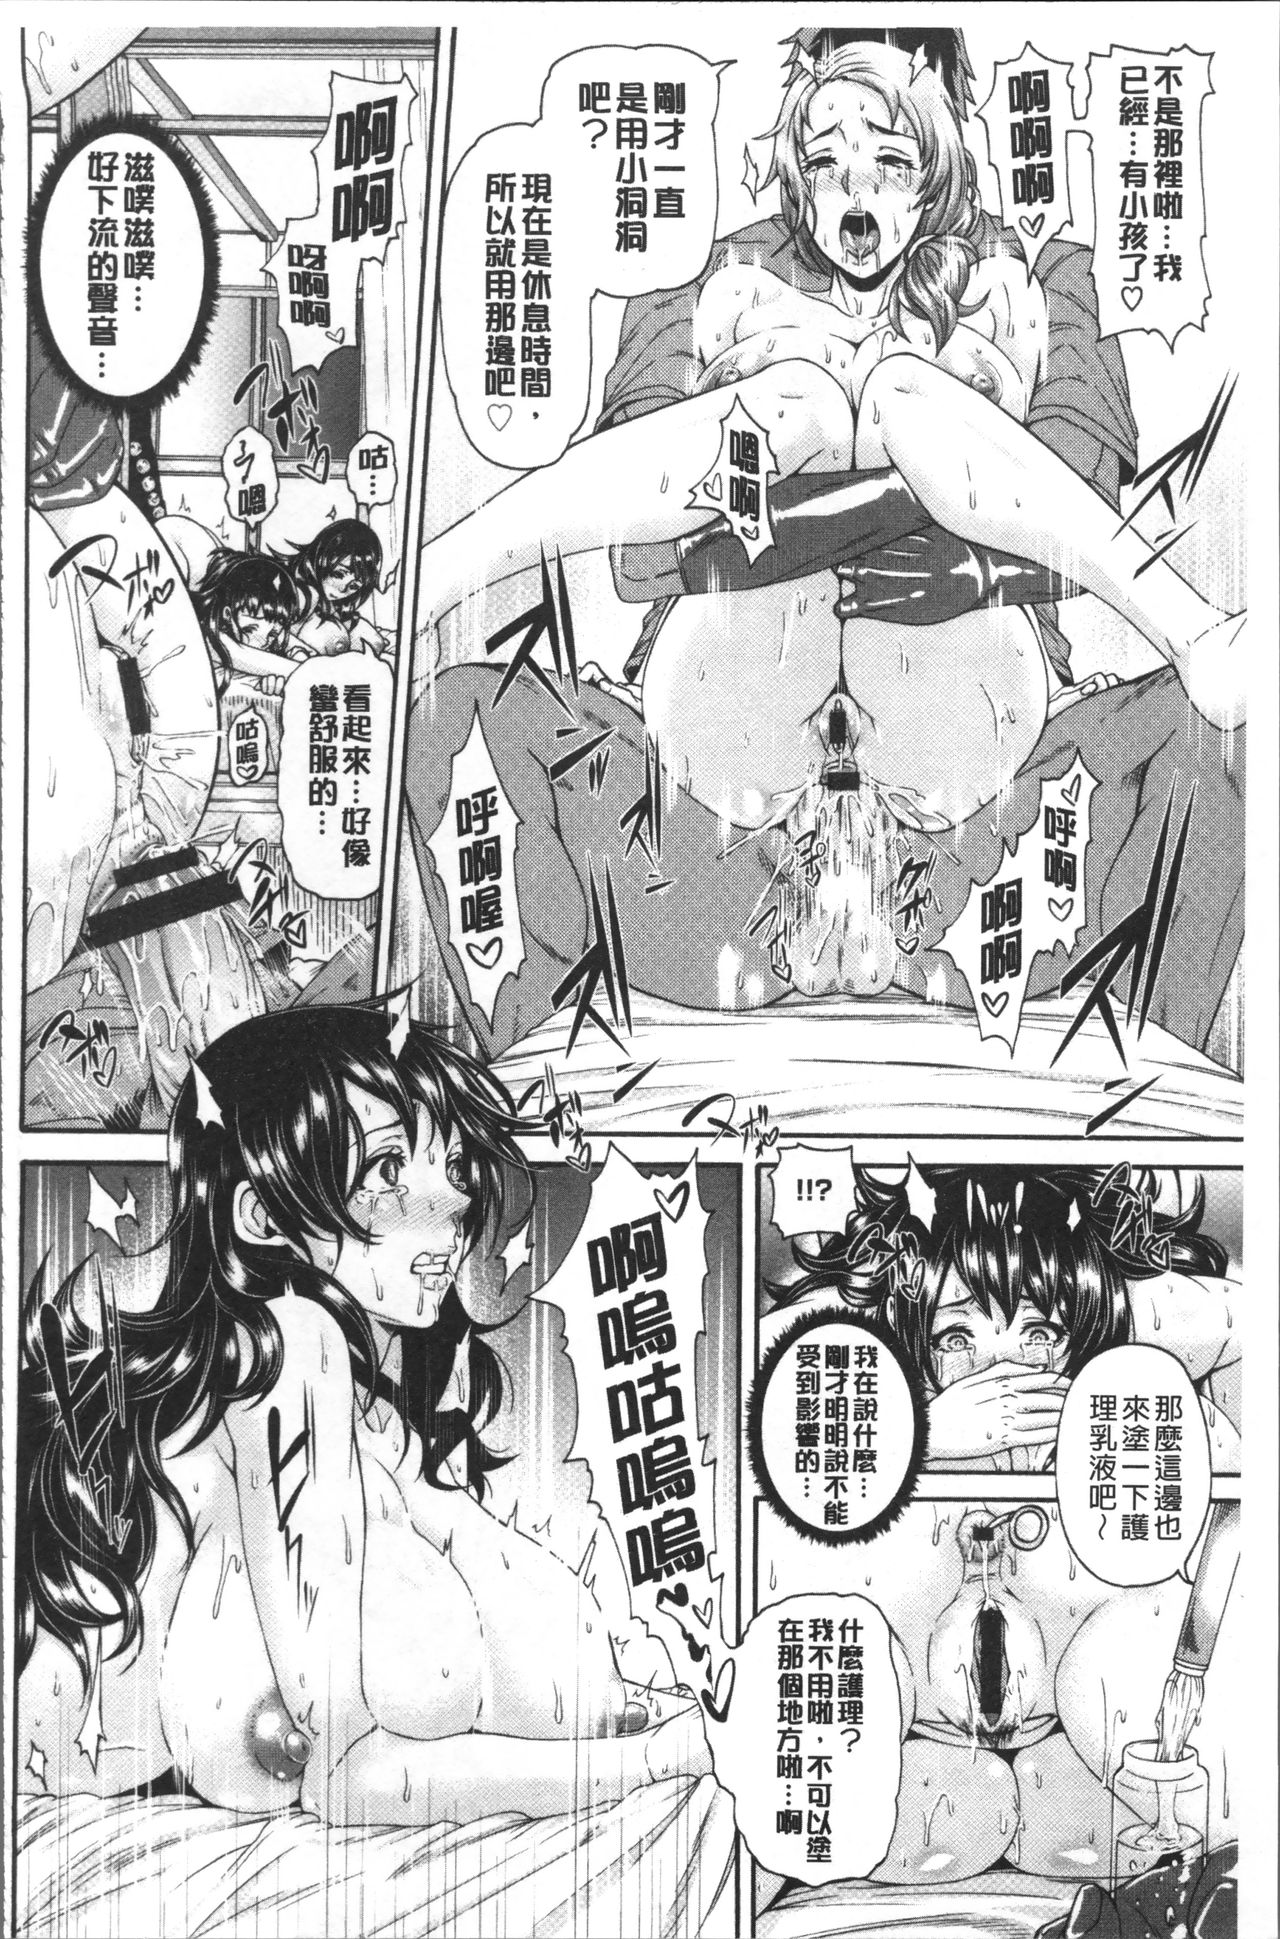 不是那裡啦…我
已經…有小孩了♡
啊啊啊♡
剛才一直
是用小洞洞
吧？
現在是休息時間，
所以就用那邊吧♡
嗯啊♡
呼啊♡
啊啊♡
呼啊喔♡
啊啊
呀啊啊♡
滋噗滋噗…
好下流的聲音…
咕…
嗯
咕嗚♡
看起來…好像
蠻舒服的…
!!?
我在說什麼…
剛才明明說不能
受到影響的…
那麼這邊也
來塗一下護
理乳液吧～
什麼護理？
我不用啦，不可以塗
在那個地方啦…啊
啊嗚咕嗚嗚～♡